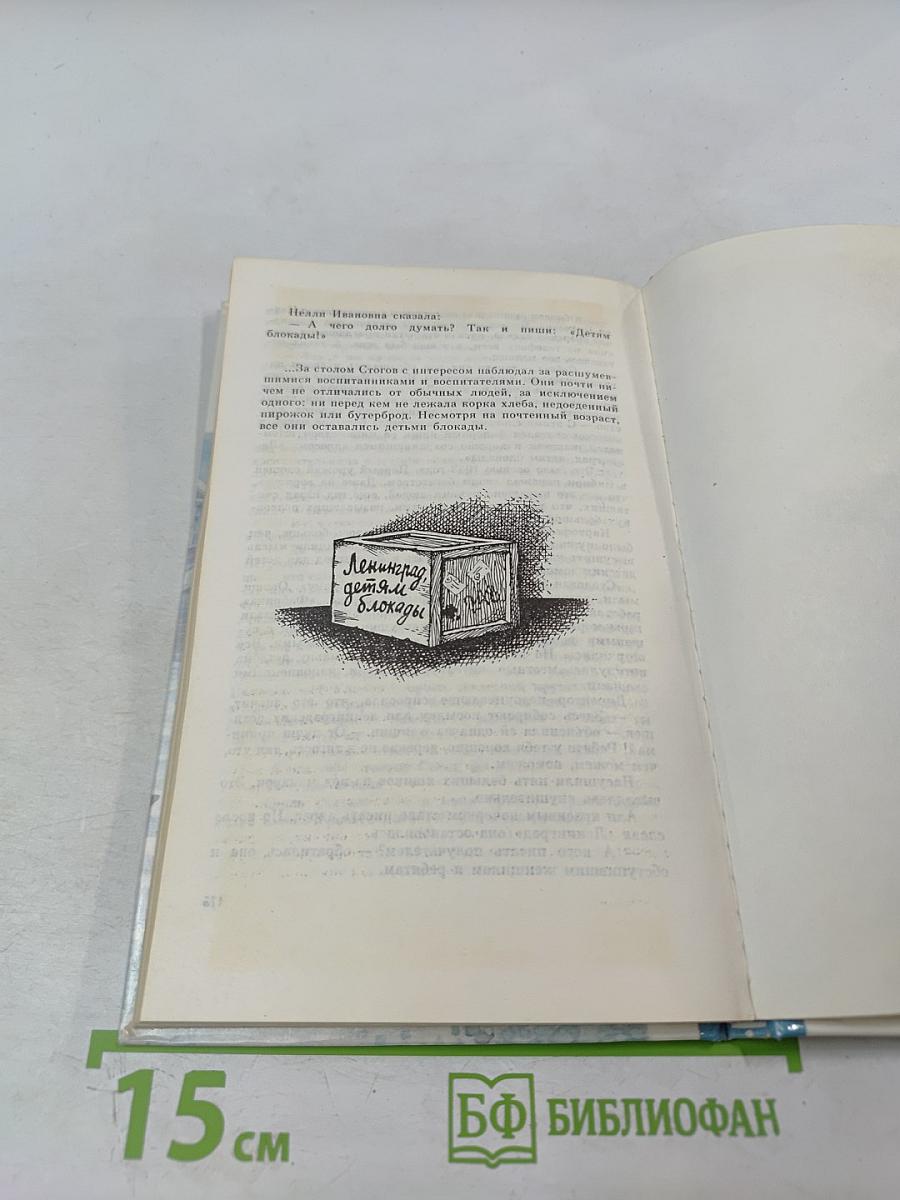 Нелли Ивановна сказала:
— А чего долго думать? Так и пиши: «Детям
блокады!»
...За столом Стогов с интересом наблюдал за расшумев-
шимися воспитанниками и воспитателями. Они почти ни-
чем не отличались от обычных людей, за исключением
одного: ни перед кем не лежала корка хлеба, недоеденный
пирожок или бутерброд. Несмотря на почтенный возраст,
все они оставались детьми блокады.
Ленинград,
детям
блокады
15 см
БФ БИБЛИОФАН